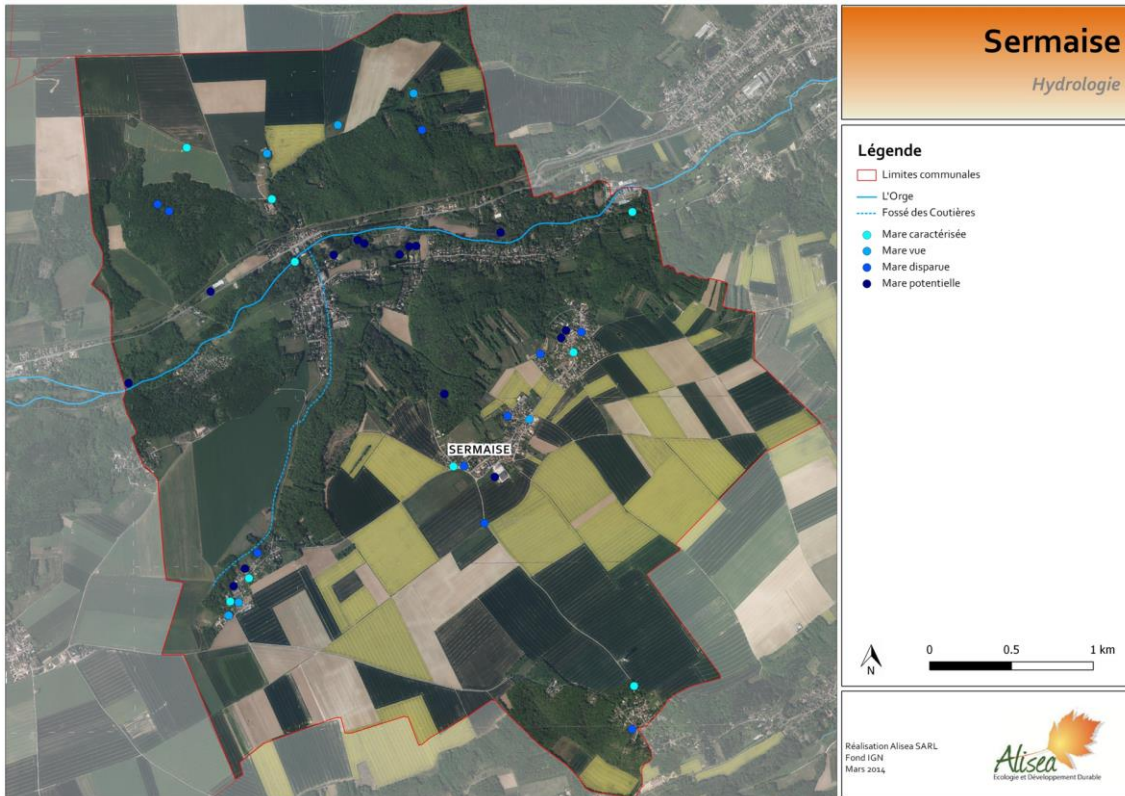 Sermaise
Hydrologie
Légende
Limites communales
L'Orge
Fossé des Coutières
Mare caractérisée
Mare vue
Mare disparue
Mare potentielle
SERMAISE
0 0.5 1 km
N
Réalisation Alisea SARL
Fond IGN
Mars 2014
Alisea
Ecologie et Développement Durable